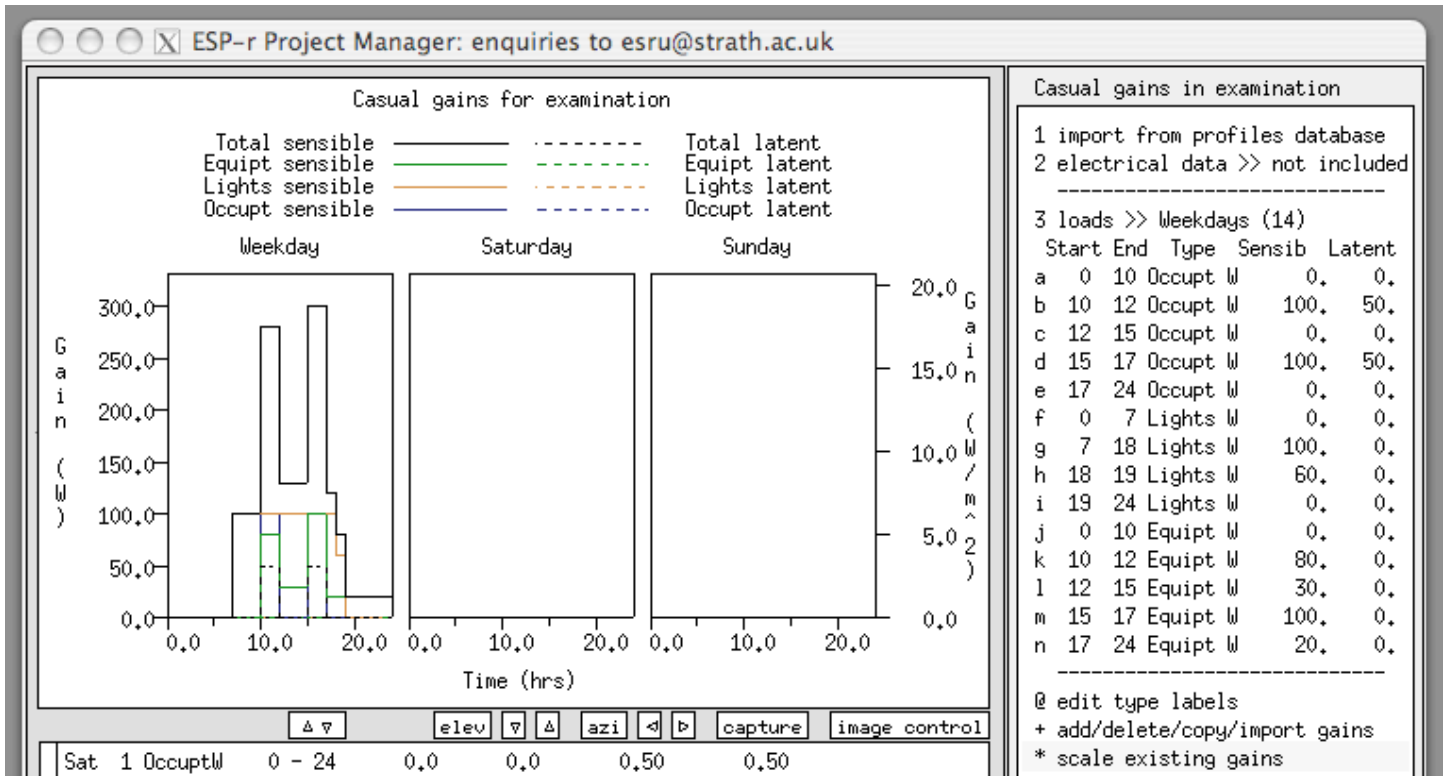 ESP-r Project Manager: enquiries to esru@strath.ac.uk
Casual gains for examination
Total sensible Total latent
Equipt sensible Equipt latent
Lights sensible Lights latent
Occupt sensible Occupt latent
Weekday Saturday Sunday
Gain (W)
300.0
250.0
200.0
150.0
100.0
50.0
0.0
20.0
15.0
10.0
5.0
0.0
Gain (W/m^2)
0.0 10.0 20.0 0.0 10.0 20.0 0.0 10.0 20.0
Time (hrs)
elev azi capture image control
Sat 1 OccuptW 0 - 24 0.0 0.0 0.50 0.50
Casual gains in examination
1 import from profiles database
2 electrical data >> not included
3 loads >> Weekdays (14)
Start End Type Sensib Latent
a 0 10 Occupt W 0. 0.
b 10 12 Occupt W 100. 50.
c 12 15 Occupt W 0. 0.
d 15 17 Occupt W 100. 50.
e 17 24 Occupt W 0. 0.
f 0 7 Lights W 0. 0.
g 7 18 Lights W 100. 0.
h 18 19 Lights W 60. 0.
i 19 24 Lights W 0. 0.
j 0 10 Equipt W 0. 0.
k 10 12 Equipt W 80. 0.
l 12 15 Equipt W 30. 0.
m 15 17 Equipt W 100. 0.
n 17 24 Equipt W 20. 0.
@ edit type labels
+ add/delete/copy/import gains
* scale existing gains